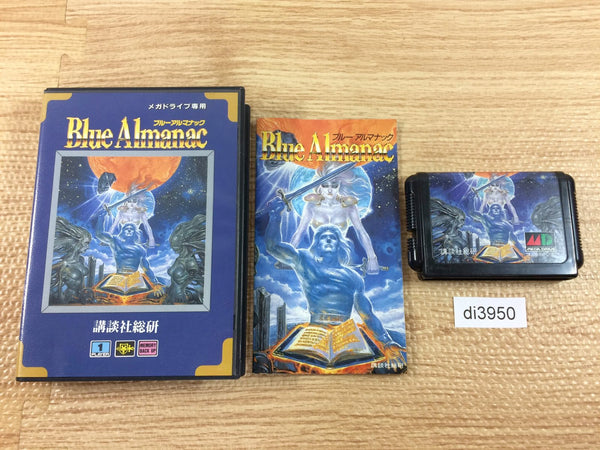 メガドライブ専用
ブルーアルマナック
Blue Almanac
講談社総研
1
PLAYER
MEMORY
BACK UP
ブルーアルマナック
Blue Almanac
講談社総研
講談社総研
di3950